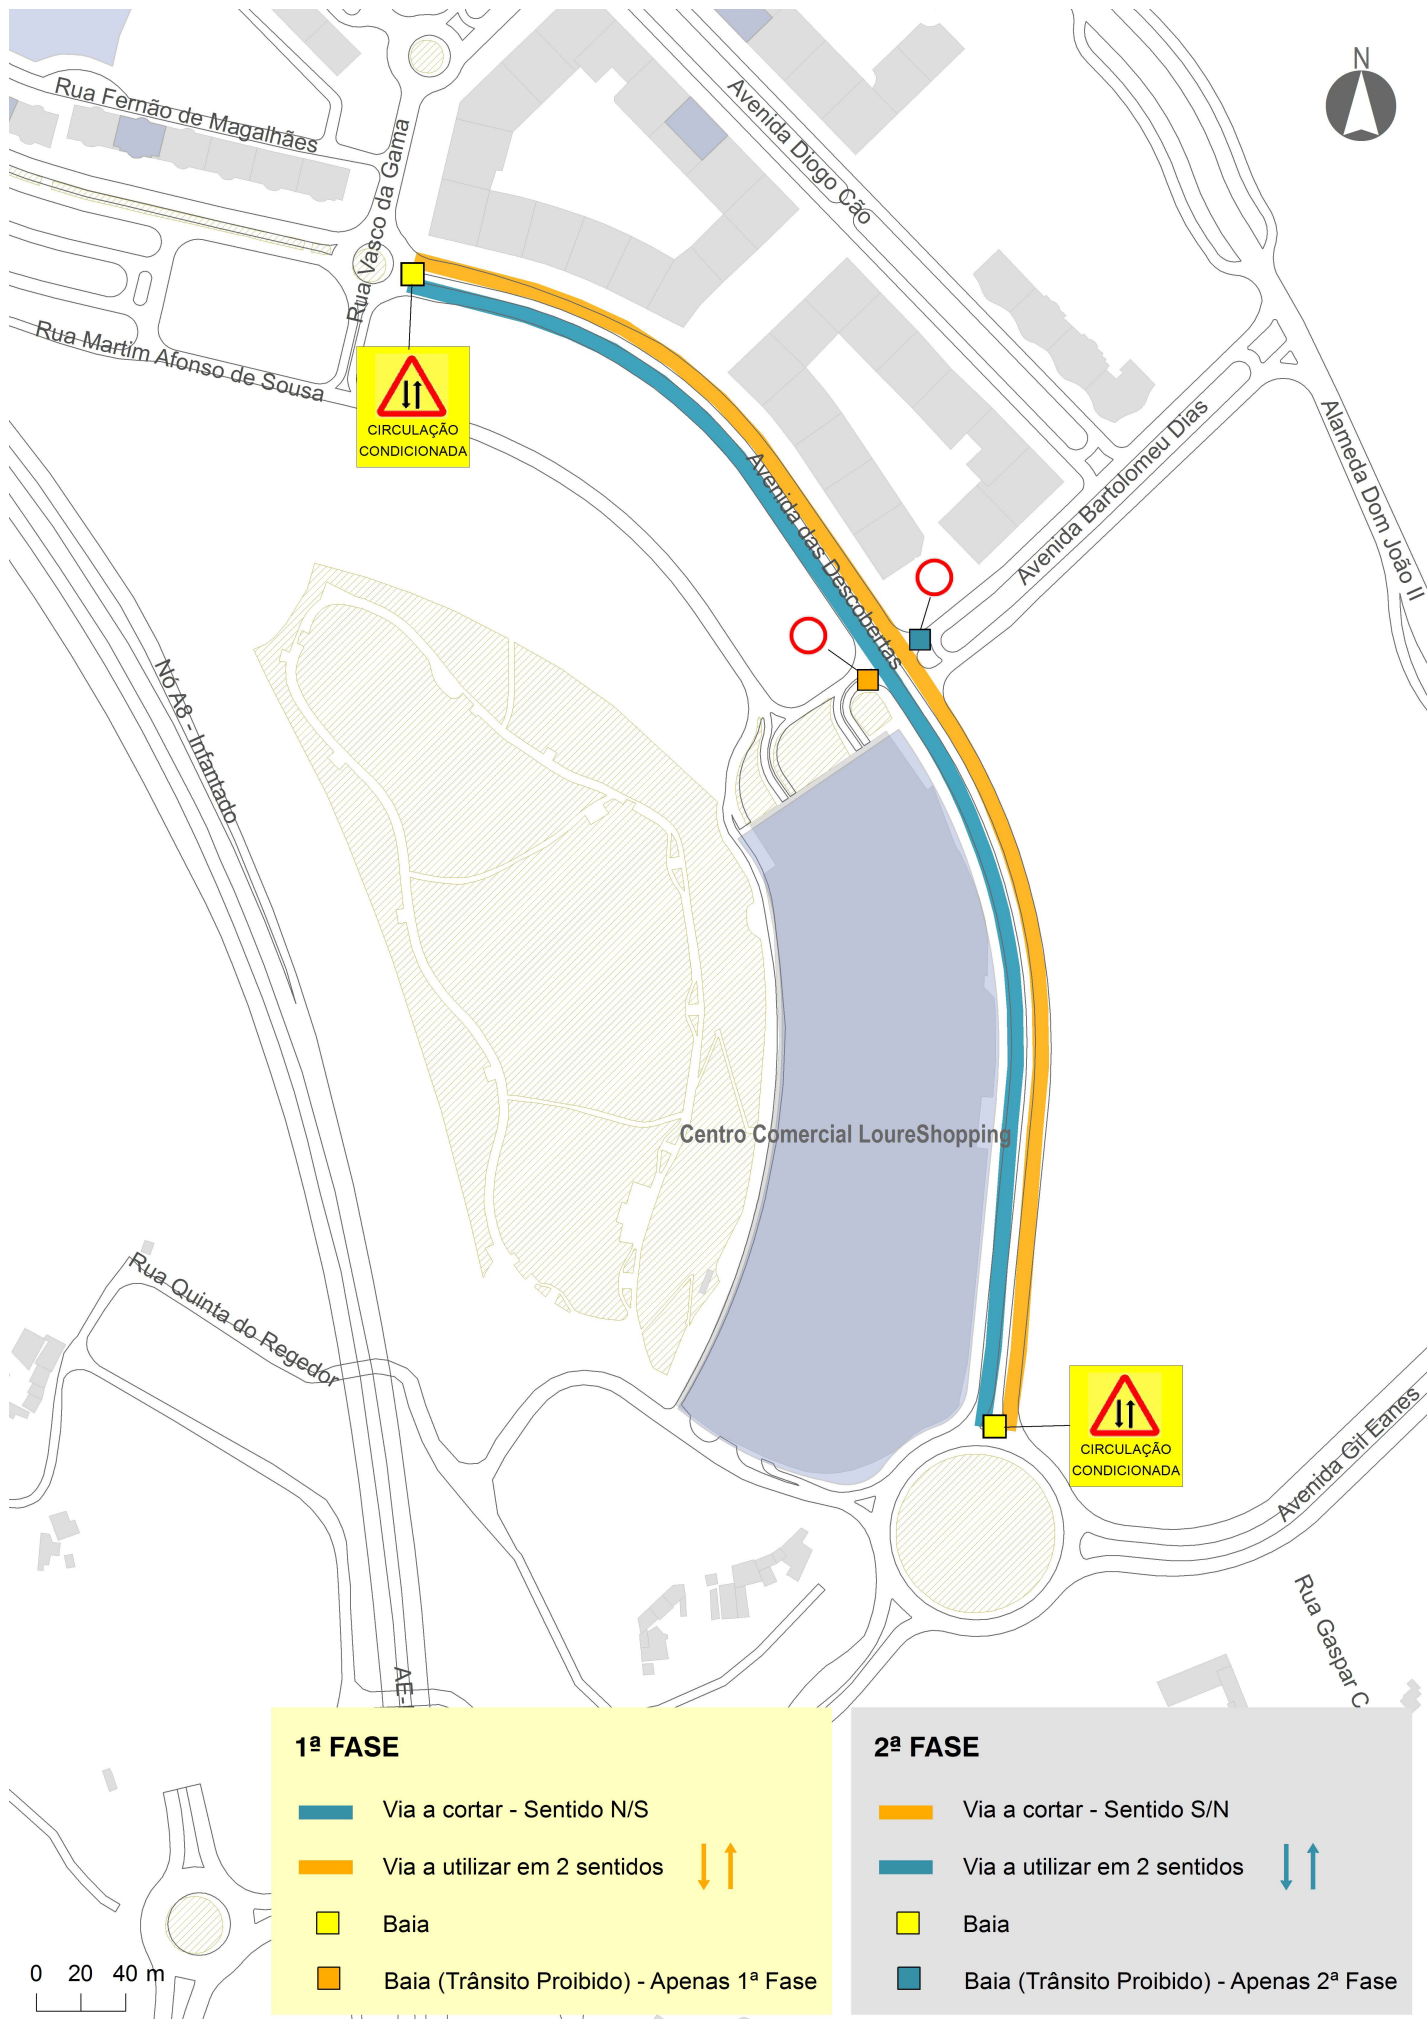 N
Rua Fernão de Magalhães
Rua Vasco da Gama
Avenida Diogo Cão
Rua Martim Afonso de Sousa
CIRCULAÇÃO
CONDICIONADA
Avenida das Descobertas
Avenida Bartolomeu Dias
Alameda Dom João II
Nó A8 - Infantado
Centro Comercial LoureShopping
Rua Quinta do Regedor
CIRCULAÇÃO
CONDICIONADA
Avenida Gil Eanes
Rua Gaspar C
AE-
1ª FASE
Via a cortar - Sentido N/S
Via a utilizar em 2 sentidos
Baia
Baia (Trânsito Proibido) - Apenas 1ª Fase
2ª FASE
Via a cortar - Sentido S/N
Via a utilizar em 2 sentidos
Baia
Baia (Trânsito Proibido) - Apenas 2ª Fase
0 20 40 m